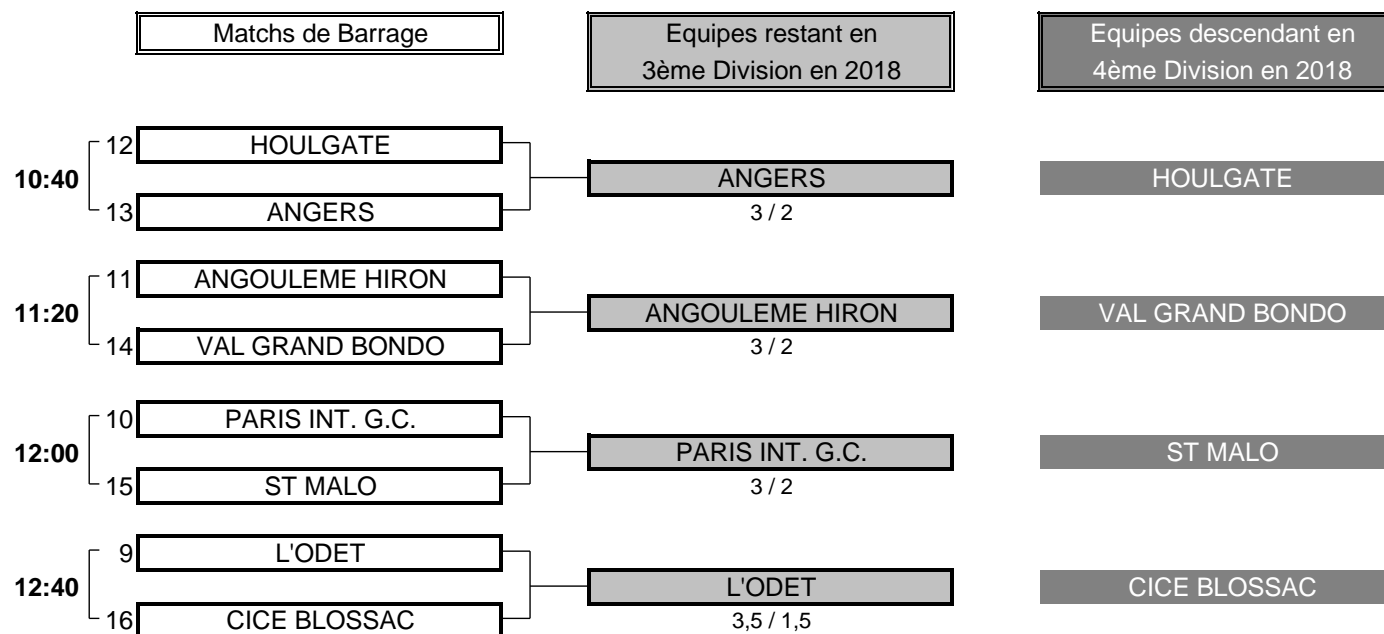 Matchs de Barrage
Equipes restant en
3ème Division en 2018
Equipes descendant en
4ème Division en 2018
12 HOULGATE
10:40
13 ANGERS
ANGERS
3 / 2
HOULGATE
11 ANGOULEME HIRON
11:20
14 VAL GRAND BONDO
ANGOULEME HIRON
3 / 2
VAL GRAND BONDO
10 PARIS INT. G.C.
12:00
15 ST MALO
PARIS INT. G.C.
3 / 2
ST MALO
9 L'ODET
12:40
16 CICE BLOSSAC
L'ODET
3,5 / 1,5
CICE BLOSSAC